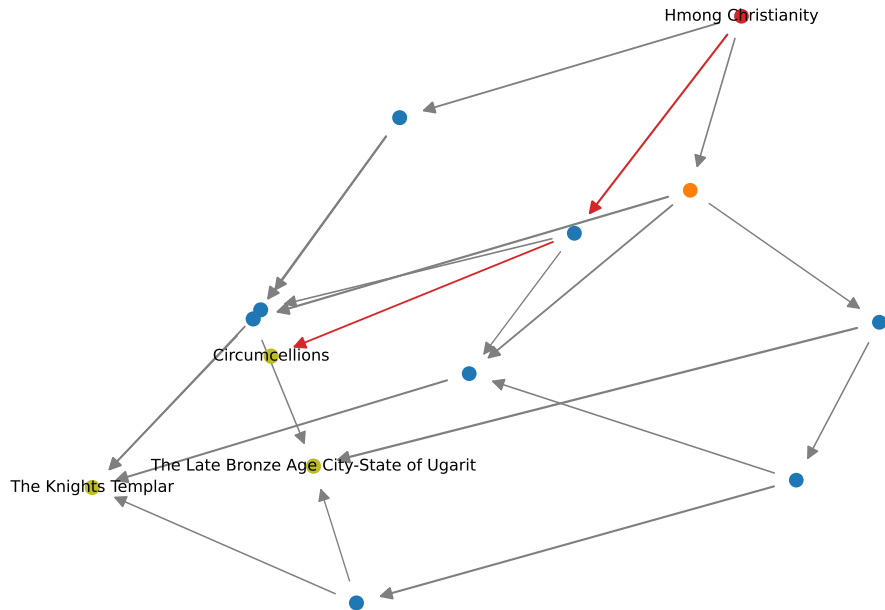 Hmong Christianity
Circumcellions
The Late Bronze Age City-State of Ugarit
The Knights Templar